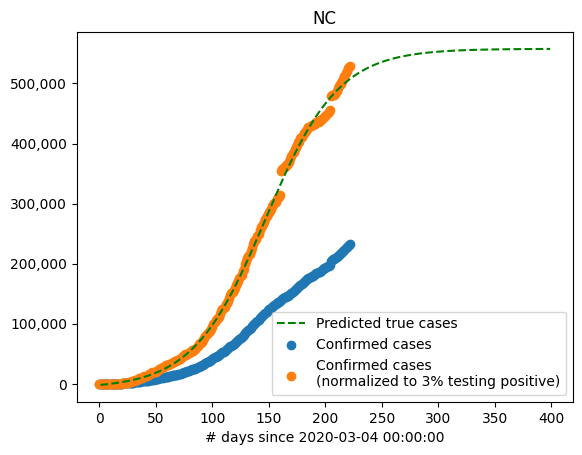 NC
500,000
400,000
300,000
200,000
100,000
0
Predicted true cases
Confirmed cases
Confirmed cases
(normalized to 3% testing positive)
0 50 100 150 200 250 300 350 400
# days since 2020-03-04 00:00:00